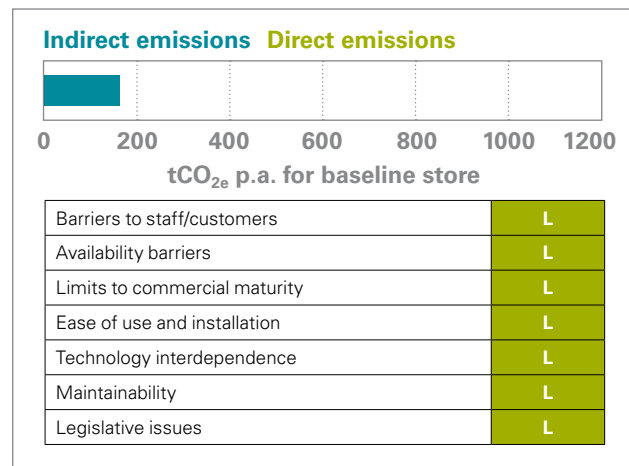 Indirect emissions Direct emissions
0 200 400 600 800 1000 1200
tCO2e p.a. for baseline store
Barriers to staff/customers L
Availability barriers L
Limits to commercial maturity L
Ease of use and installation L
Technology interdependence L
Maintainability L
Legislative issues L